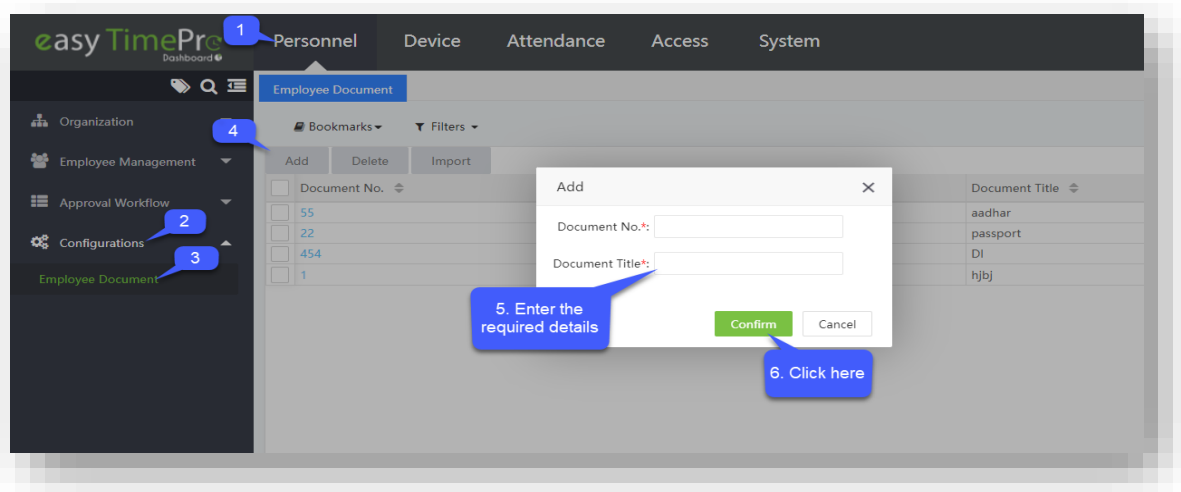 easy TimePro
Dashboard
1
Personnel Device Attendance Access System
Employee Document
Organization
Bookmarks Filters
4
Employee Management
Add Delete Import
Document No. Document Title
Add
Approval Workflow
55 aadhar
2
Document No.*:
22 passport
Configurations
454 DI
3
Document Title*:
Employee Document
1 hjbj
5. Enter the
required details
Confirm Cancel
6. Click here